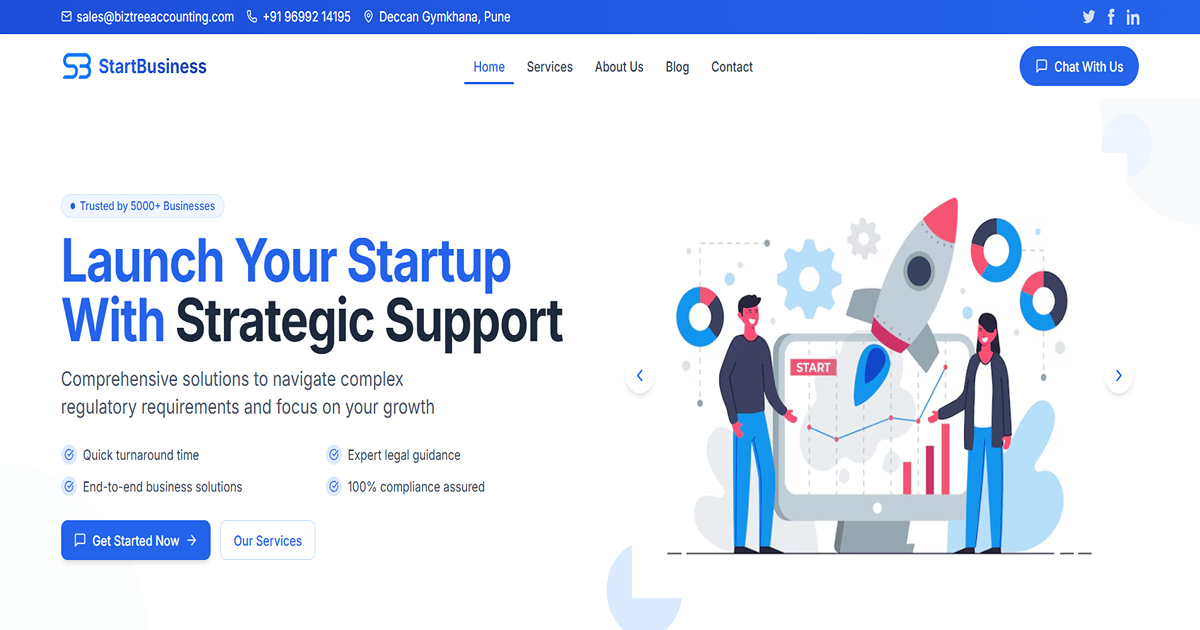 sales@biztreeaccounting.com +91 96992 14195 Deccan Gymkhana, Pune
StartBusiness
Home Services About Us Blog Contact
Chat With Us
Trusted by 5000+ Businesses
Launch Your Startup
With Strategic Support
Comprehensive solutions to navigate complex
regulatory requirements and focus on your growth
Quick turnaround time
Expert legal guidance
End-to-end business solutions
100% compliance assured
Get Started Now
Our Services
START